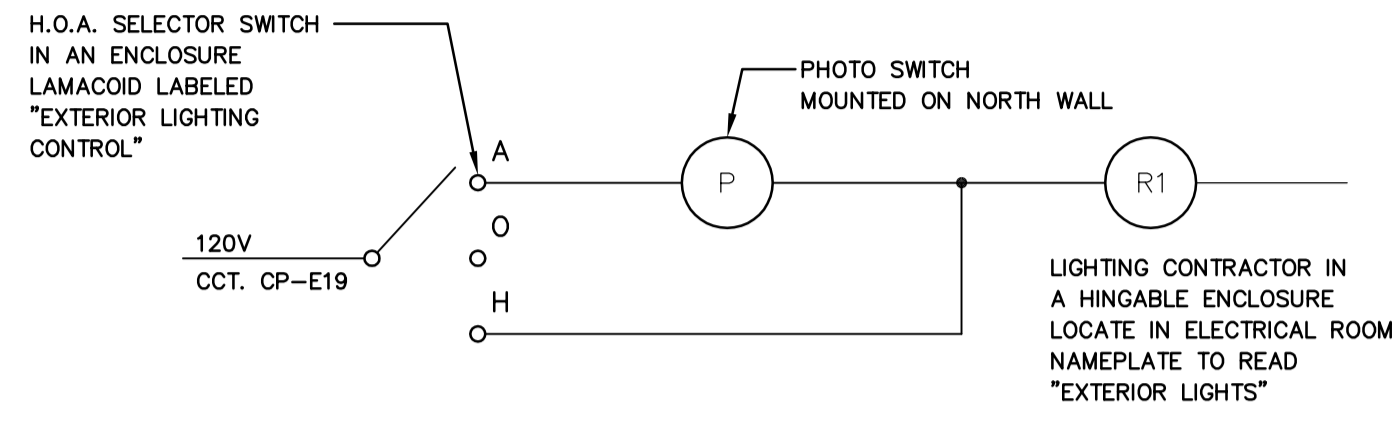 H.O.A. SELECTOR SWITCH
IN AN ENCLOSURE
LAMACOID LABELED
"EXTERIOR LIGHTING
CONTROL"
PHOTO SWITCH
MOUNTED ON NORTH WALL
A
P
R1
O
120V
CCT. CP-E19
H
LIGHTING CONTRACTOR IN
A HINGABLE ENCLOSURE
LOCATE IN ELECTRICAL ROOM
NAMEPLATE TO READ
"EXTERIOR LIGHTS"